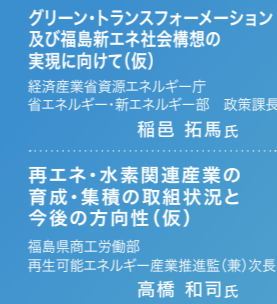 グリーン・トランスフォーメーション
及び福島新エネ社会構想の
実現に向けて(仮)
経済産業省資源エネルギー庁
省エネルギー・新エネルギー部 政策課長
稲邑 拓馬氏
再エネ・水素関連産業の
育成・集積の取組状況と
今後の方向性(仮)
福島県商工労働部
再生可能エネルギー産業推進監(兼)次長
高橋 和司氏